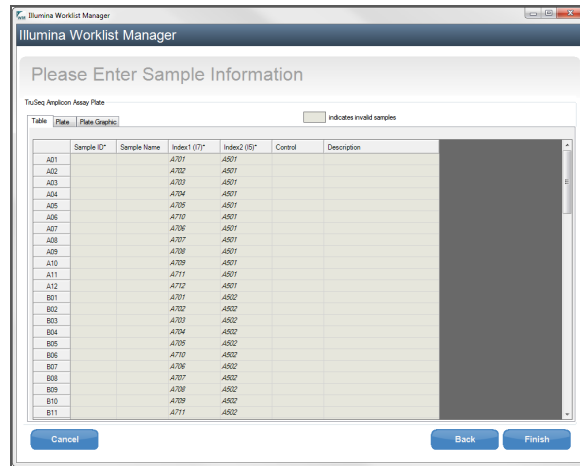 Illumina Worklist Manager
Illumina Worklist Manager
Please Enter Sample Information
TruSeq Amplicon Assay Plate
Table Plate Plate Graphic
indicates invalid samples
Sample ID* Sample Name Index1 (I7)* Index2 (I5)* Control Description
A01 A701 A501
A02 A702 A501
A03 A703 A501
A04 A704 A501
A05 A705 A501
A06 A710 A501
A07 A706 A501
A08 A707 A501
A09 A708 A501
A10 A709 A501
A11 A711 A501
A12 A712 A501
B01 A701 A502
B02 A702 A502
B03 A703 A502
B04 A704 A502
B05 A705 A502
B06 A710 A502
B07 A706 A502
B08 A707 A502
B09 A708 A502
B10 A709 A502
B11 A711 A502
Cancel Back Finish